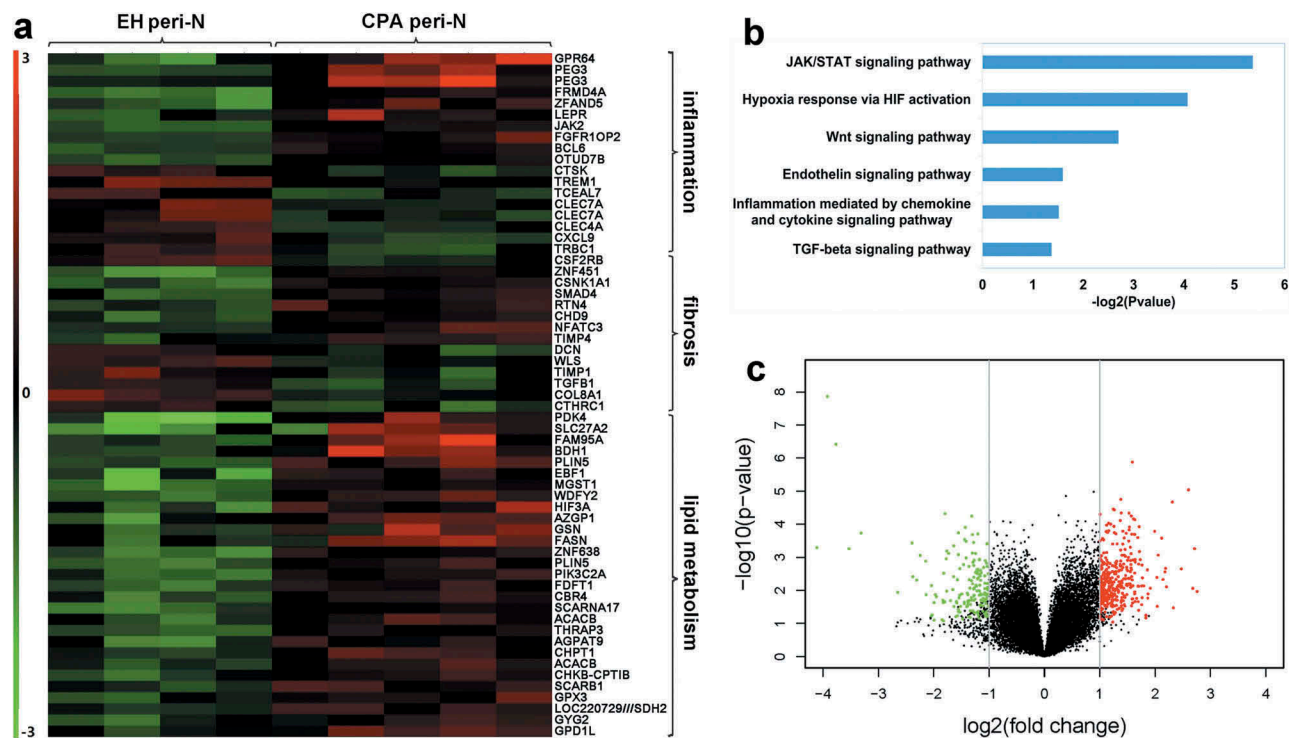 a
EH peri-N
CPA peri-N
3
0
-3
GPR64
PEG3
PEG3
FRMD4A
ZFAND5
LEPR
JAK2
FGFR1OP2
BCL6
OTUD7B
CTSK
TREM1
TCEAL7
CLEC7A
CLEC7A
CLEC4A
CXCL9
TRBC1
CSF2RB
ZNF451
CSNK1A1
SMAD4
RTN4
CHD9
NFATC3
TIMP4
DCN
WLS
TIMP1
TGFB1
COL8A1
CTHRC1
PDK4
SLC27A2
FAM95A
BDH1
PLIN5
EBF1
MGST1
WDFY2
HIF3A
AZGP1
GSN
FASN
ZNF638
PLIN5
PIK3C2A
FDFT1
CBR4
SCARNA17
ACACB
THRAP3
AGPAT9
CHPT1
ACACB
CHKB-CPTIB
SCARB1
GPX3
LOC220729///SDH2
GYG2
GPD1L
inflammation
fibrosis
lipid metabolism
b
JAK/STAT signaling pathway
Hypoxia response via HIF activation
Wnt signaling pathway
Endothelin signaling pathway
Inflammation mediated by chemokine
and cytokine signaling pathway
TGF-beta signaling pathway
0 1 2 3 4 5 6
-log2(Pvalue)
c
8
7
6
5
4
3
2
1
0
−log10(p−value)
−4 −3 −2 −1 0 1 2 3 4
log2(fold change)